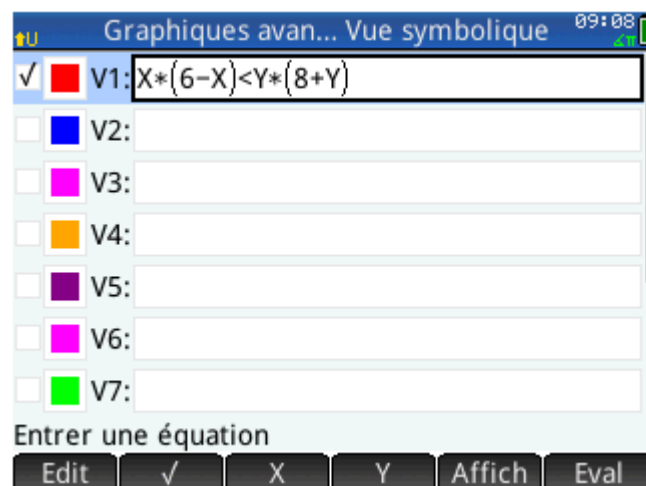 ↑U Graphiques avan... Vue symbolique 09:08 ∡π
√ V1: X*(6-X)<Y*(8+Y)
V2:
V3:
V4:
V5:
V6:
V7:
Entrer une équation
Edit √ X Y Affich Eval